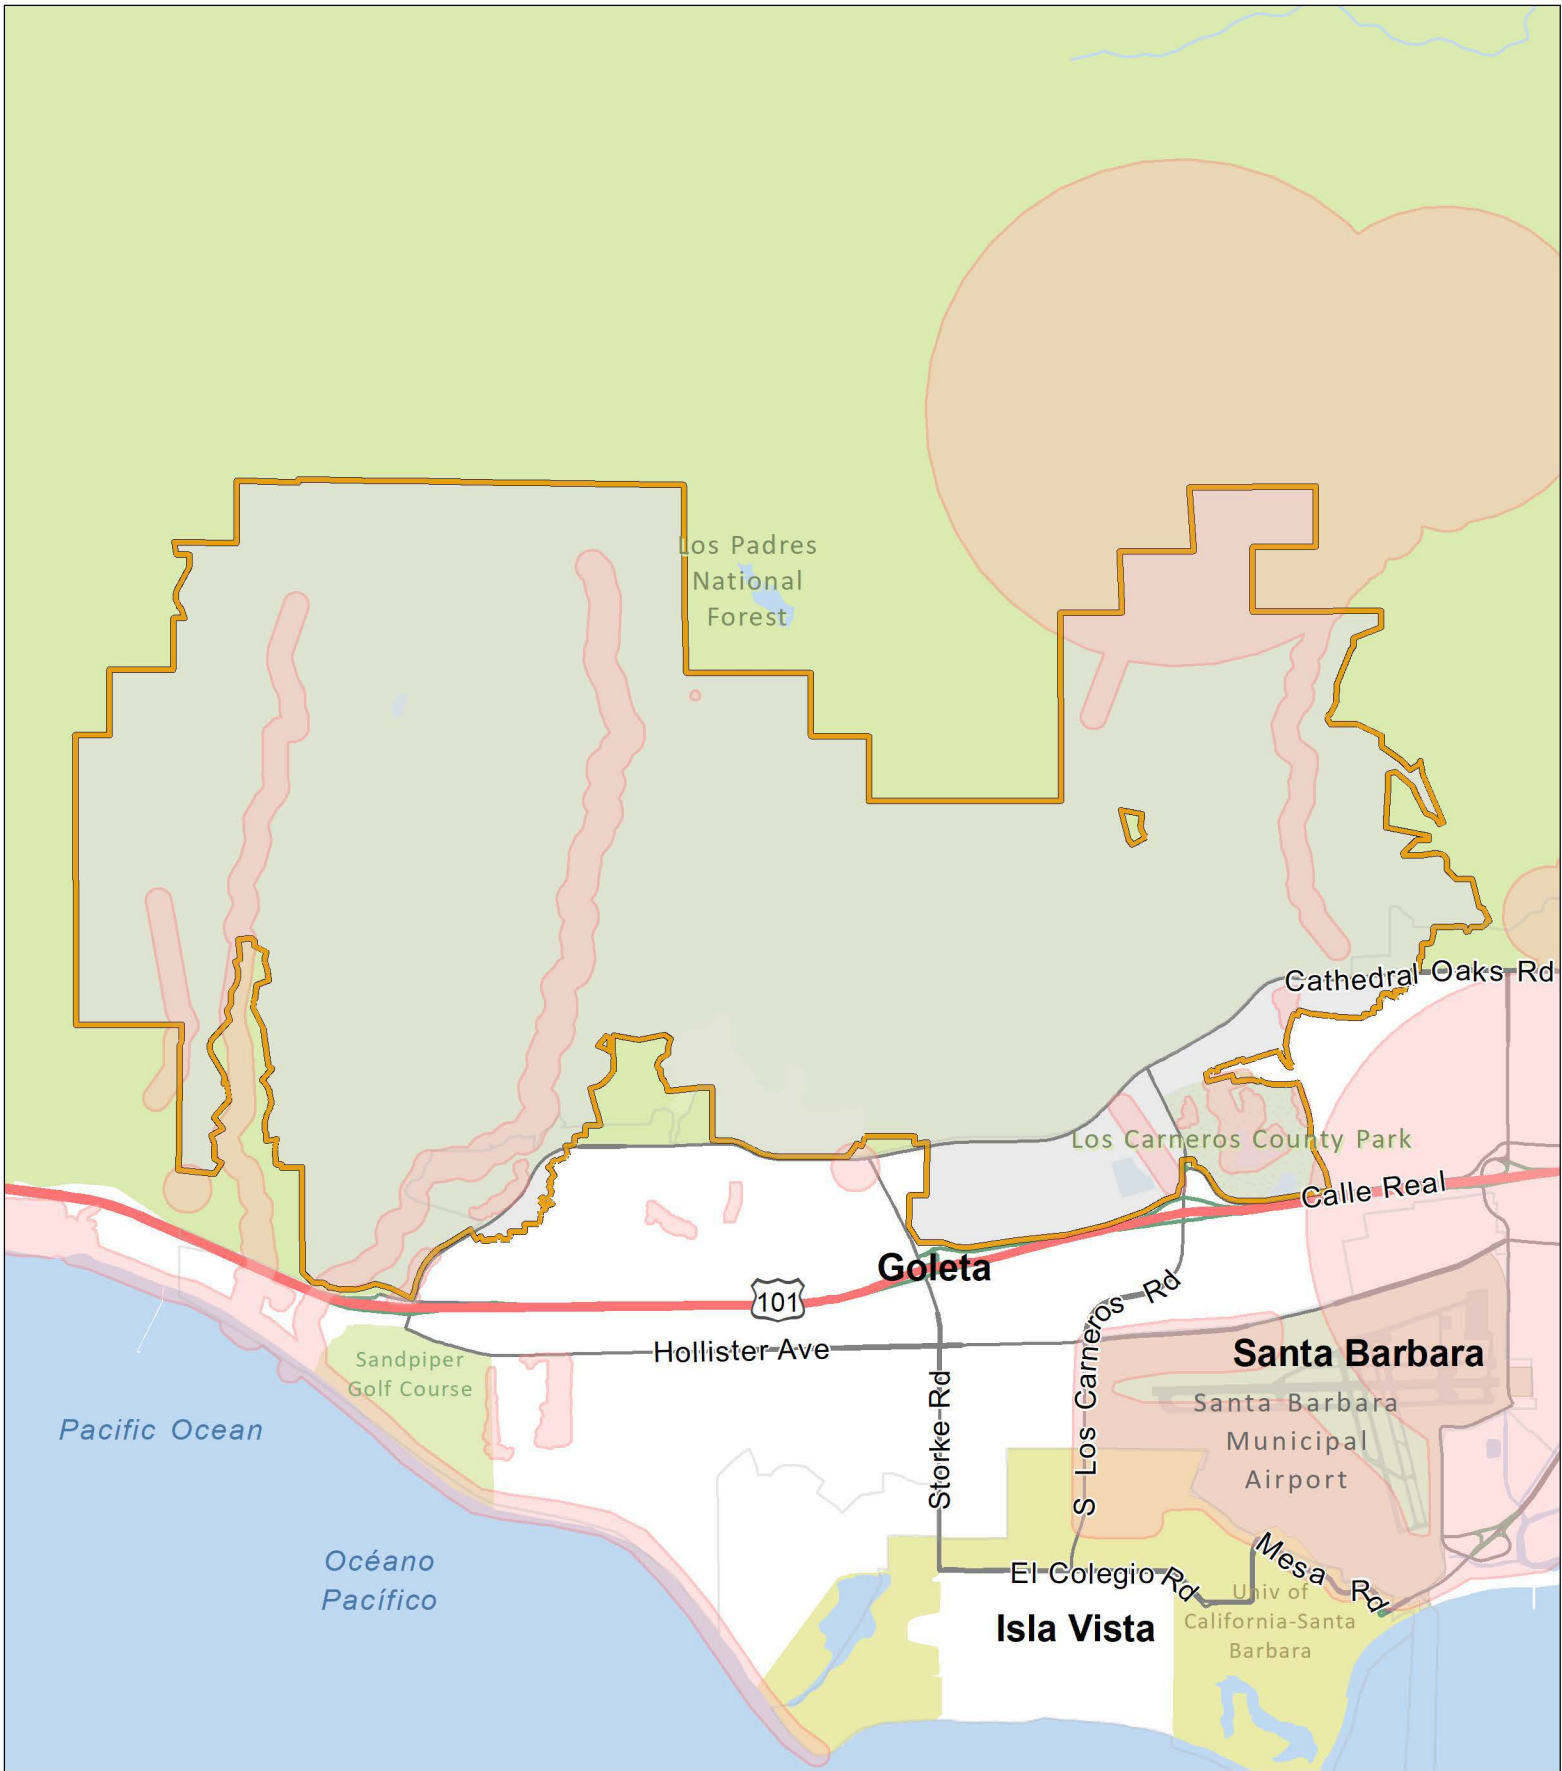 Los Padres
National
Forest
Cathedral Oaks Rd
Los Carneros County Park
Calle Real
Goleta
101
S Los Carneros Rd
Hollister Ave
Santa Barbara
Sandpiper
Golf Course
Storke Rd
Santa Barbara
Municipal
Airport
Pacific Ocean
Océano
Pacífico
El Colegio Rd
Mesa Rd
Univ of
California-Santa
Barbara
Isla Vista